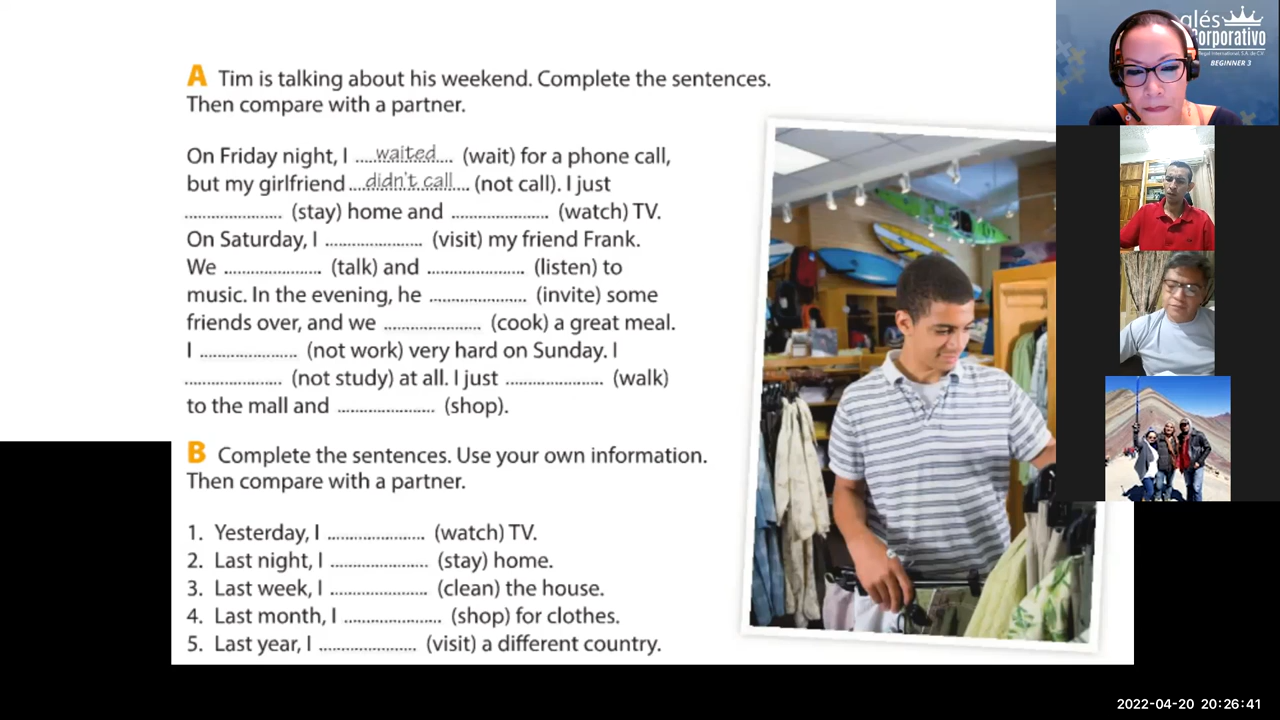 A Tim is talking about his weekend. Complete the sentences.
Then compare with a partner.
On Friday night, I ....waited.... (wait) for a phone call,
but my girlfriend ....didn't call.... (not call). I just
........................ (stay) home and ........................ (watch) TV.
On Saturday, I ........................ (visit) my friend Frank.
We ........................ (talk) and ........................ (listen) to
music. In the evening, he ........................ (invite) some
friends over, and we ........................ (cook) a great meal.
I ........................ (not work) very hard on Sunday. I
........................ (not study) at all. I just ........................ (walk)
to the mall and ........................ (shop).
B Complete the sentences. Use your own information.
Then compare with a partner.
1. Yesterday, I ........................ (watch) TV.
2. Last night, I ........................ (stay) home.
3. Last week, I ........................ (clean) the house.
4. Last month, I ........................ (shop) for clothes.
5. Last year, I ........................ (visit) a different country.
glés
Corporativo
BEGINNER 3
2022-04-20 20:26:41